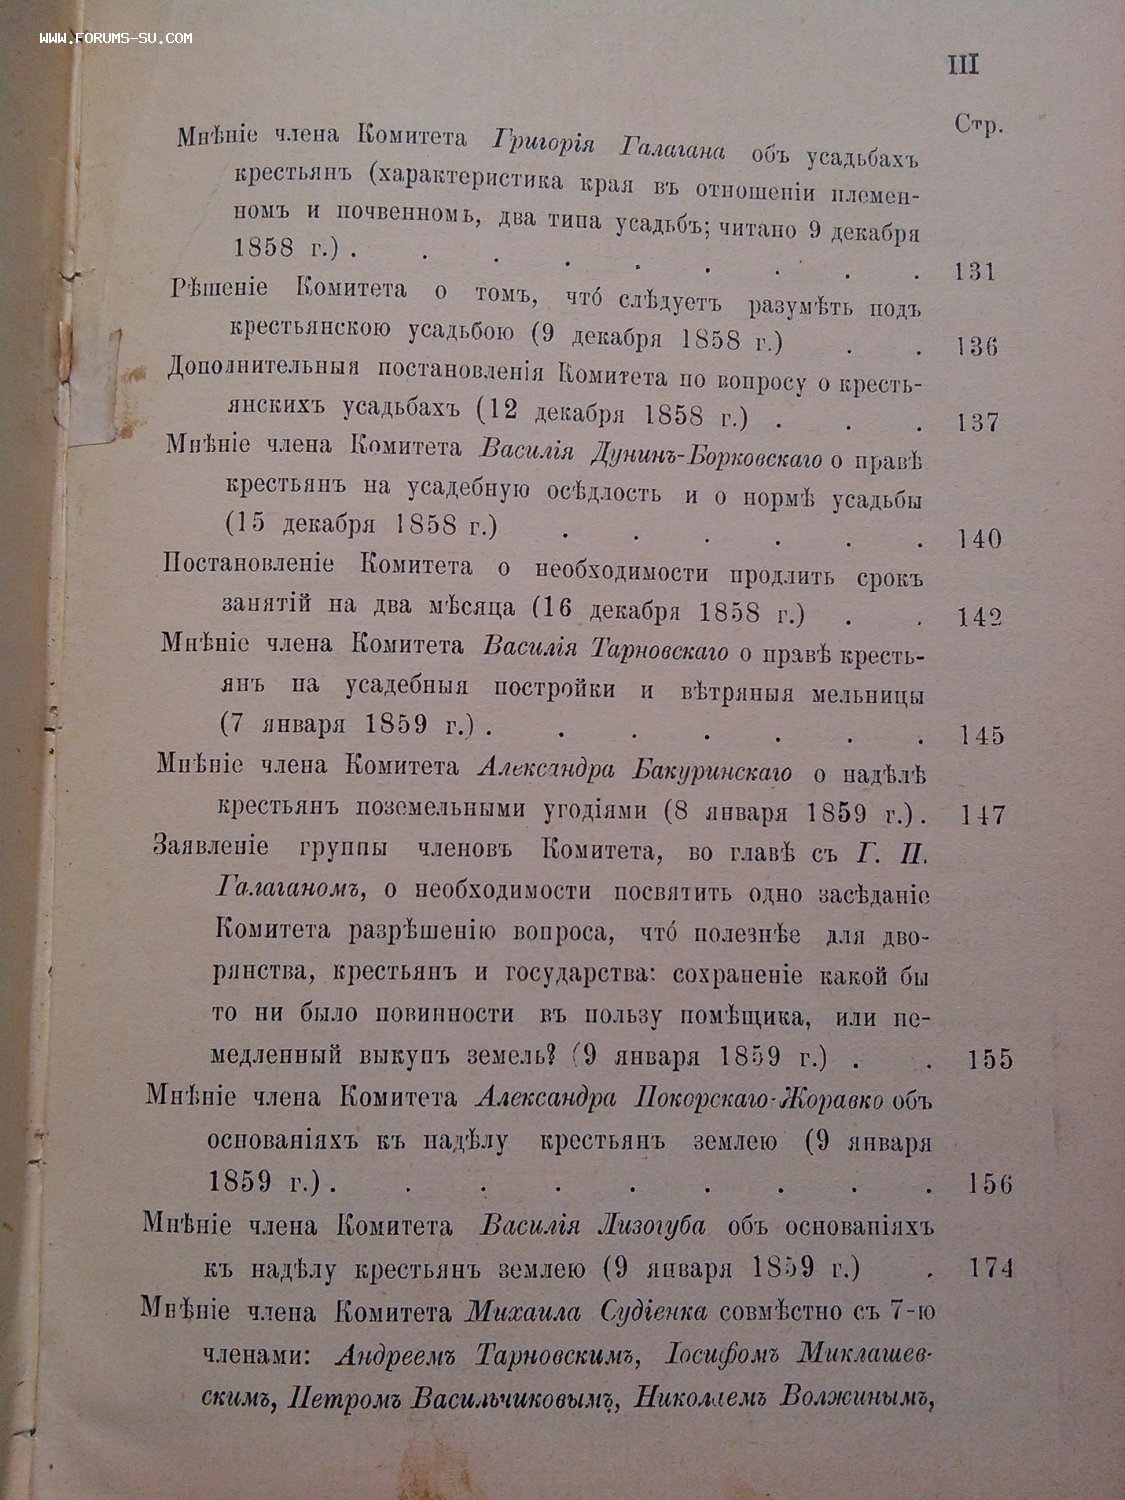 WWW.FORUMS-SU.COM
III
Стр.
Мнѣніе члена Комитета Григорія Галагана объ усадьбахъ
крестьянъ (характеристика края въ отношеніи племен-
номъ и почвенномъ, два типа усадьбъ; читано 9 декабря
1858 г.) . . . . . . . . . 131
Рѣшеніе Комитета о томъ, что́ слѣдуетъ разумѣть подъ
крестьянскою усадьбою (9 декабря 1858 г.) . . 136
Дополнительныя постановленія Комитета по вопросу о кресть-
янскихъ усадьбахъ (12 декабря 1858 г.) . . . 137
Мнѣніе члена Комитета Василія Дунинъ-Борковскаго о правѣ
крестьянъ на усадебную осѣдлость и о нормѣ усадьбы
(15 декабря 1858 г.) . . . . . . 140
Постановленіе Комитета о необходимости продлить срокъ
занятій на два мѣсяца (16 декабря 1858 г.) . . 142
Мнѣніе члена Комитета Василія Тарновскаго о правѣ кресть-
янъ на усадебныя постройки и вѣтряныя мельницы
(7 января 1859 г.) . . . . . . . 145
Мнѣніе члена Комитета Александра Бакуринскаго о надѣлѣ
крестьянъ поземельными угодіями (8 января 1859 г.) . 147
Заявленіе группы членовъ Комитета, во главѣ съ Г. П.
Галаганомъ, о необходимости посвятить одно засѣданіе
Комитета разрѣшенію вопроса, что́ полезнѣе для дво-
рянства, крестьянъ и государства: сохраненіе какой бы
то ни было повинности въ пользу помѣщика, или не-
медленный выкупъ земель? (9 января 1859 г.) . . 155
Мнѣніе члена Комитета Александра Покорскаго-Жоравко объ
основаніяхъ къ надѣлу крестьянъ землею (9 января
1859 г.) . . . . . . . . . 156
Мнѣніе члена Комитета Василія Лизогуба объ основаніяхъ
къ надѣлу крестьянъ землею (9 января 1859 г.) . 174
Мнѣніе члена Комитета Михаила Судіенка совмѣстно съ 7-ю
членами: Андреемъ Тарновскимъ, Іосифомъ Миклашев-
скимъ, Петромъ Васильчиковымъ, Николаемъ Волжинымъ,